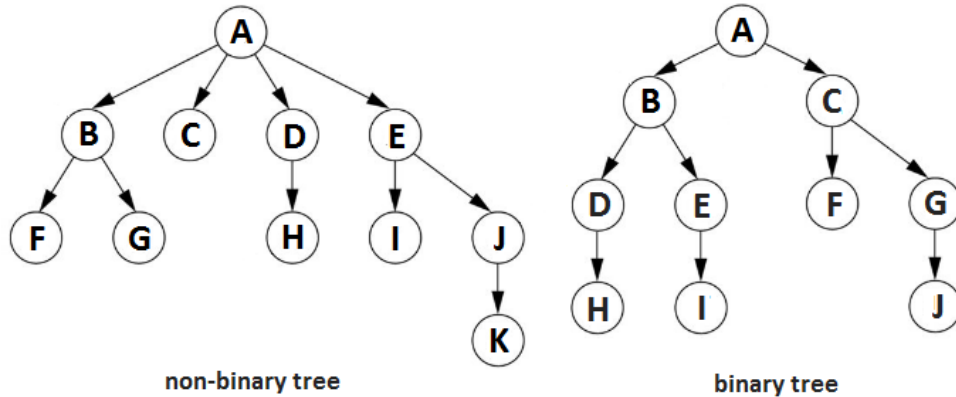 A
B C D E
F G H I J
K
non-binary tree
A
B C
D E F G
H I J
binary tree